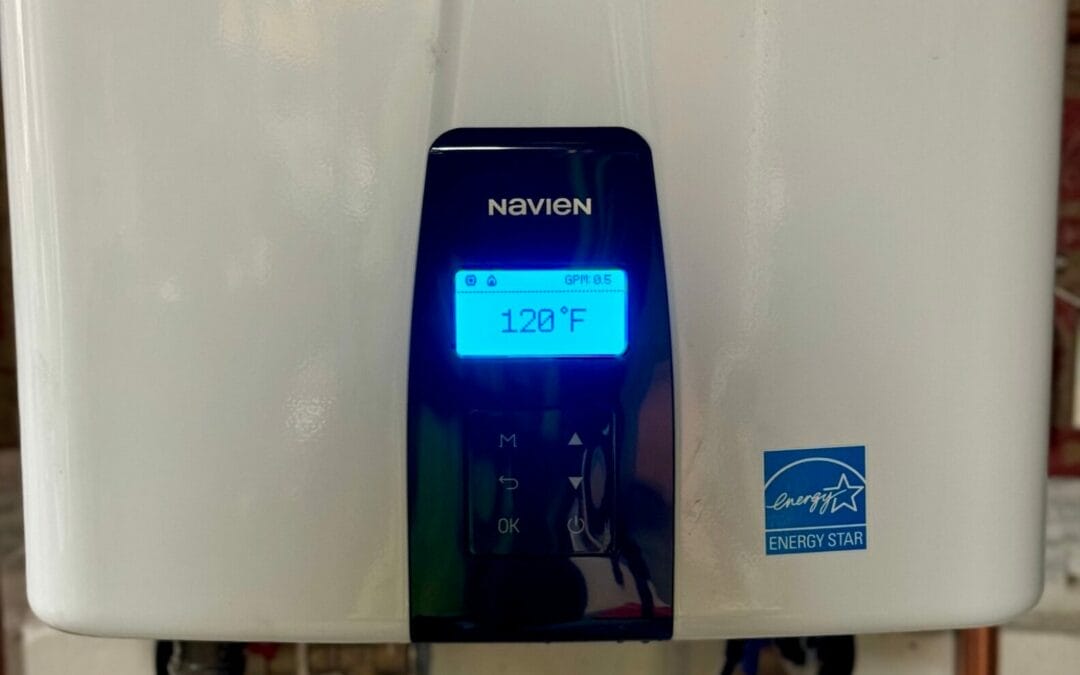 NAVIEN
GPM: 0.5
120°F
M
OK
energy
ENERGY STAR